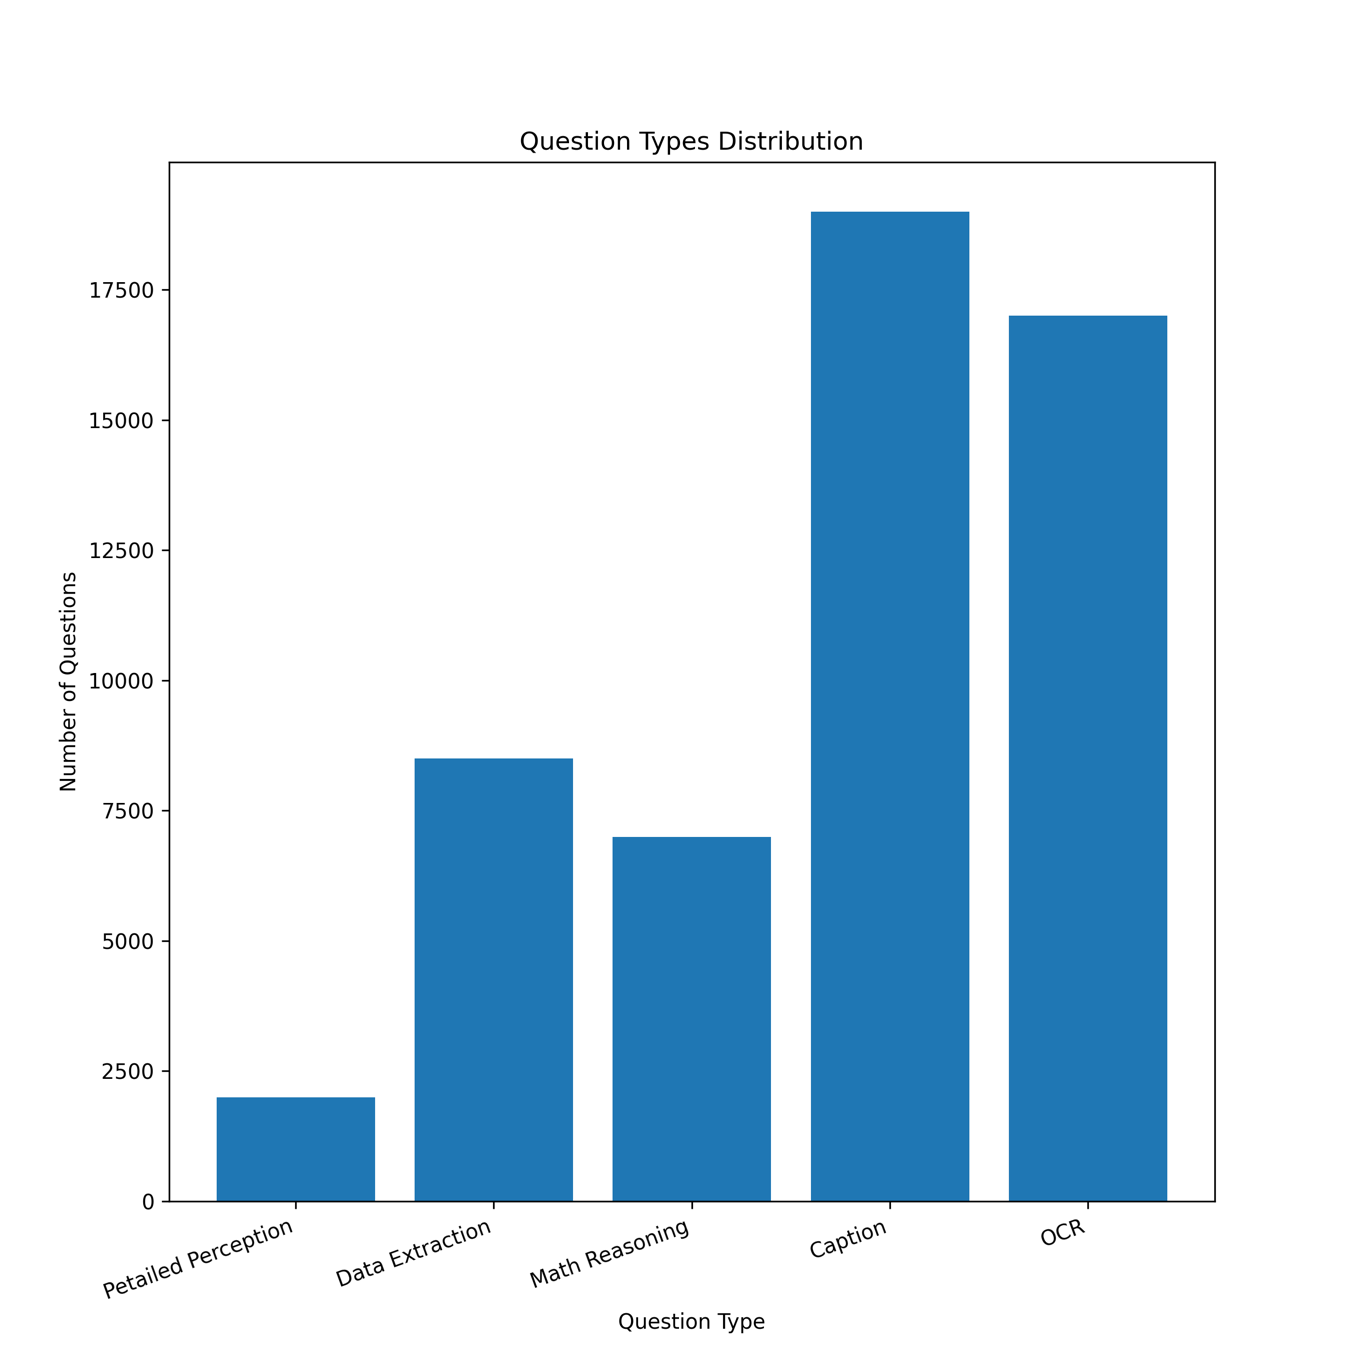 Question Types Distribution
17500
15000
12500
10000
7500
5000
2500
0
Number of Questions
Petailed Perception
Data Extraction
Math Reasoning
Caption
OCR
Question Type